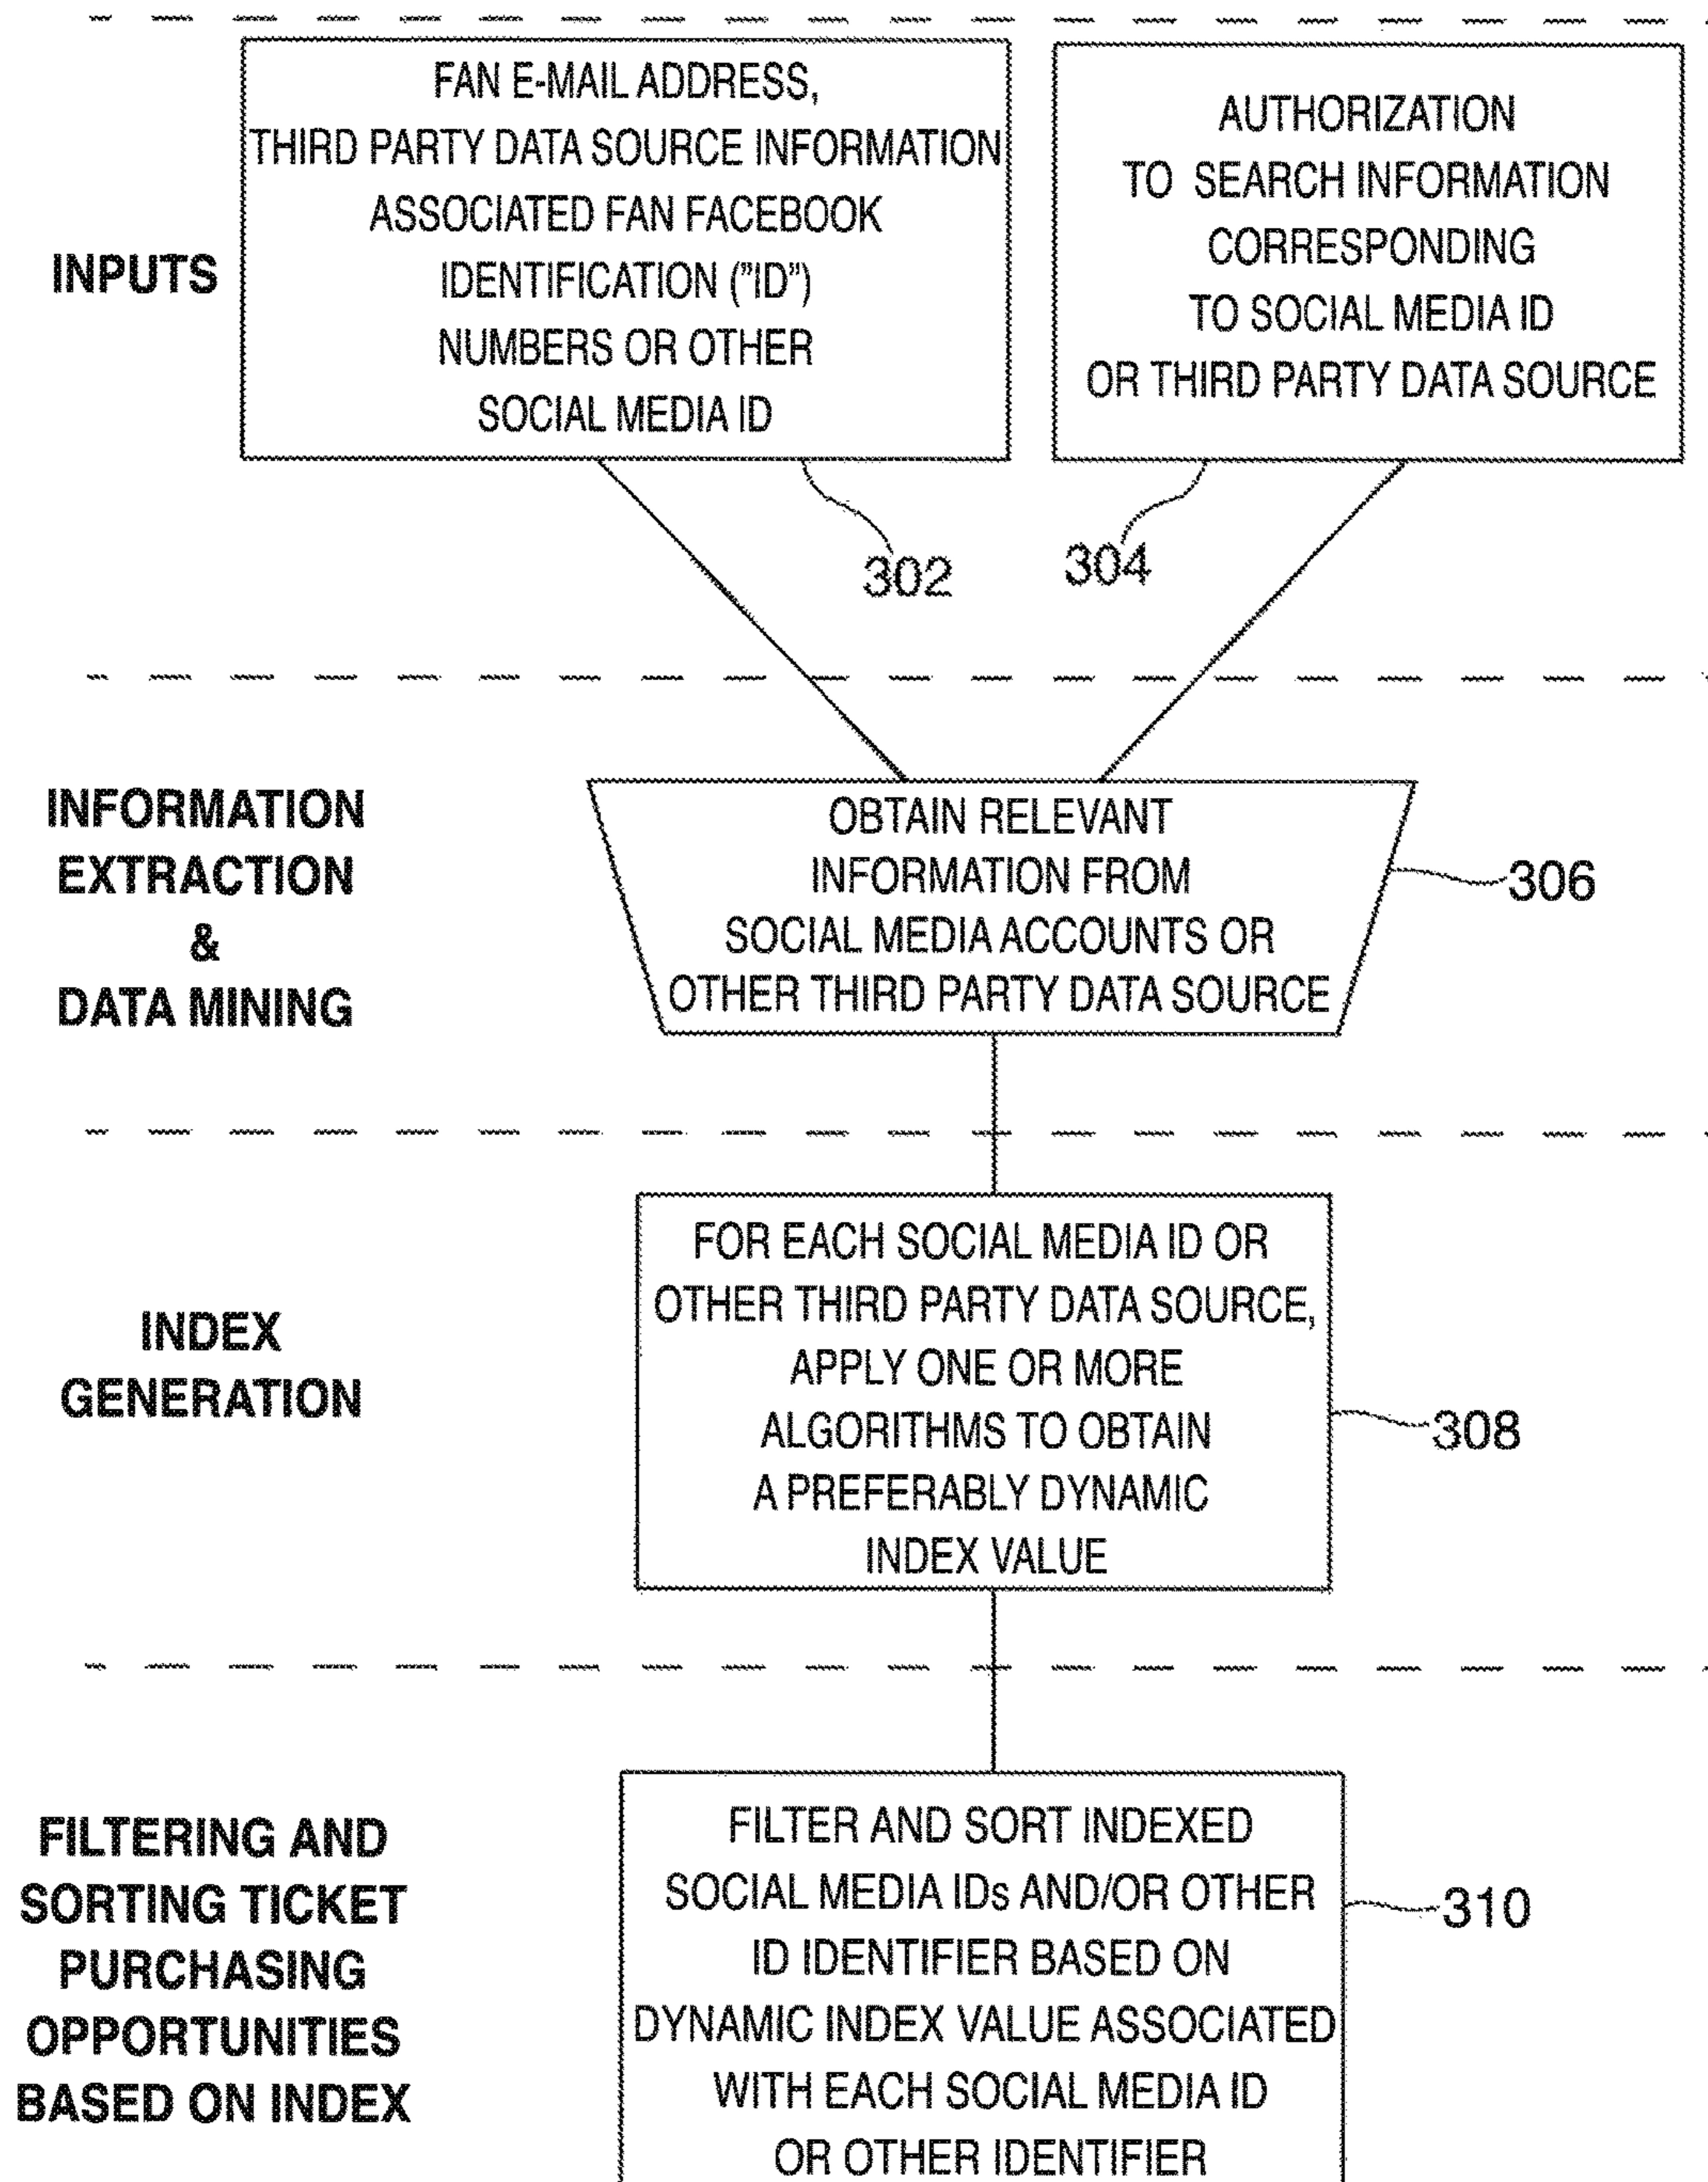 INPUTS
FAN E-MAIL ADDRESS,
THIRD PARTY DATA SOURCE INFORMATION
ASSOCIATED FAN FACEBOOK
IDENTIFICATION ("ID")
NUMBERS OR OTHER
SOCIAL MEDIA ID
302
AUTHORIZATION
TO SEARCH INFORMATION
CORRESPONDING
TO SOCIAL MEDIA ID
OR THIRD PARTY DATA SOURCE
304
INFORMATION
EXTRACTION
&
DATA MINING
OBTAIN RELEVANT
INFORMATION FROM
SOCIAL MEDIA ACCOUNTS OR
OTHER THIRD PARTY DATA SOURCE
306
INDEX
GENERATION
FOR EACH SOCIAL MEDIA ID OR
OTHER THIRD PARTY DATA SOURCE,
APPLY ONE OR MORE
ALGORITHMS TO OBTAIN
A PREFERABLY DYNAMIC
INDEX VALUE
308
FILTERING AND
SORTING TICKET
PURCHASING
OPPORTUNITIES
BASED ON INDEX
FILTER AND SORT INDEXED
SOCIAL MEDIA IDs AND/OR OTHER
ID IDENTIFIER BASED ON
DYNAMIC INDEX VALUE ASSOCIATED
WITH EACH SOCIAL MEDIA ID
OR OTHER IDENTIFIER
310